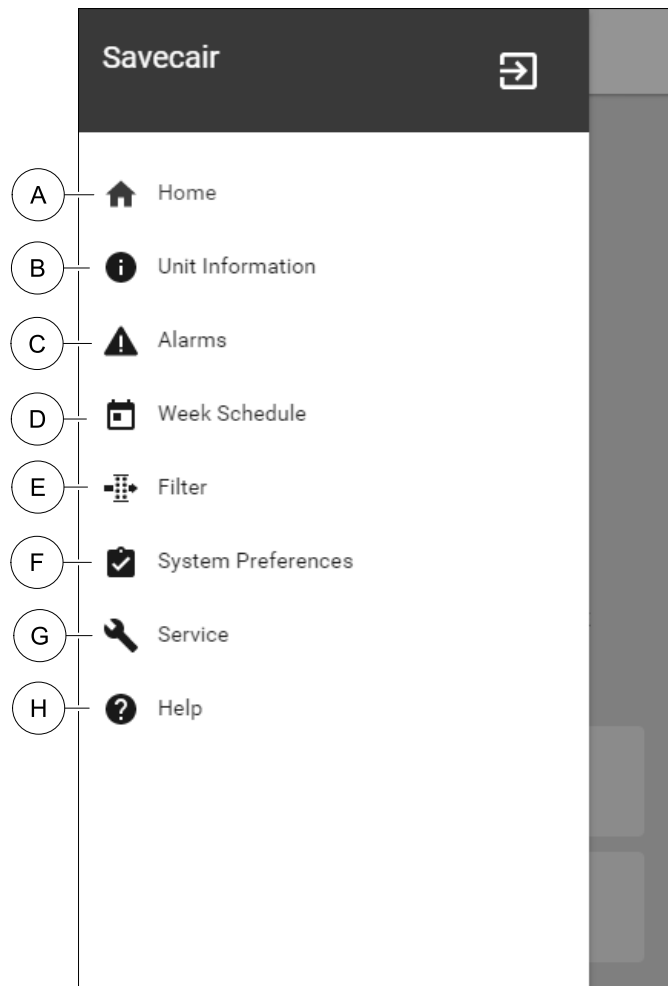 Savecair
A Home
B Unit Information
C Alarms
D Week Schedule
E Filter
F System Preferences
G Service
H Help